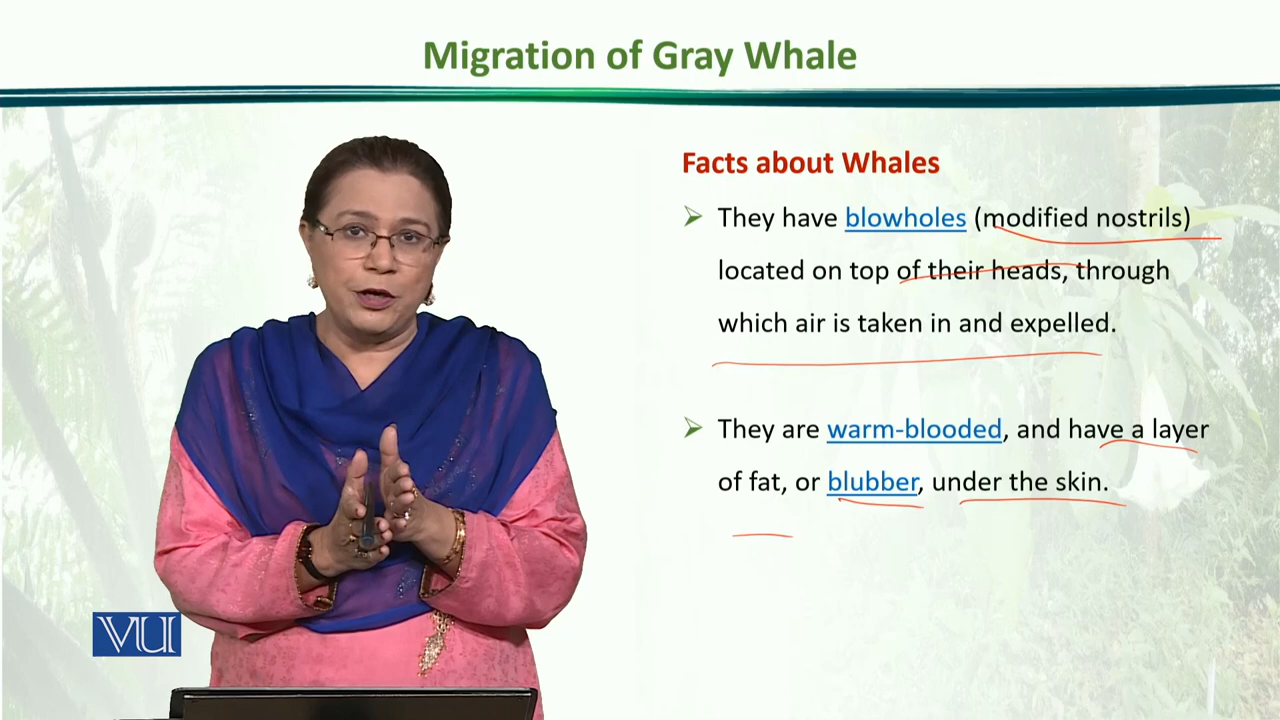 Migration of Gray Whale
Facts about Whales
They have blowholes (modified nostrils)
located on top of their heads, through
which air is taken in and expelled.
They are warm-blooded, and have a layer
of fat, or blubber, under the skin.
VU